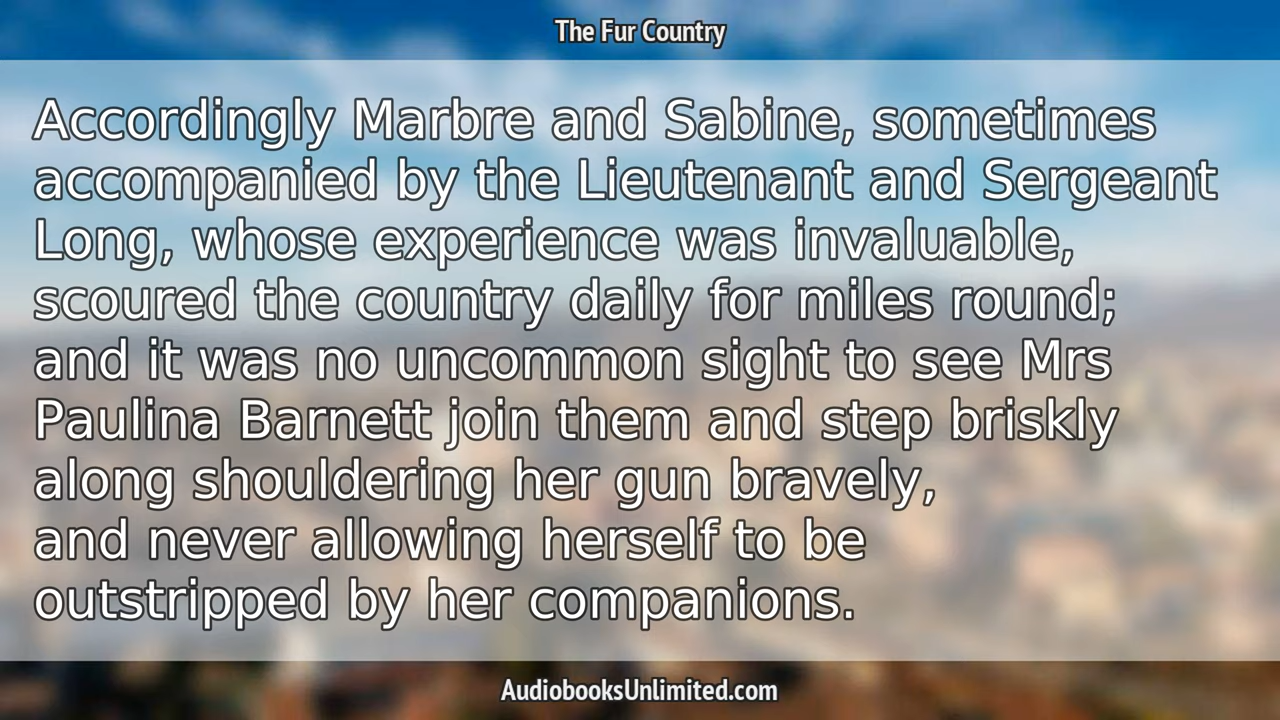 The Fur Country
Accordingly Marbre and Sabine, sometimes
accompanied by the Lieutenant and Sergeant
Long, whose experience was invaluable,
scoured the country daily for miles round;
and it was no uncommon sight to see Mrs
Paulina Barnett join them and step briskly
along shouldering her gun bravely,
and never allowing herself to be
outstripped by her companions.
AudiobooksUnlimited.com